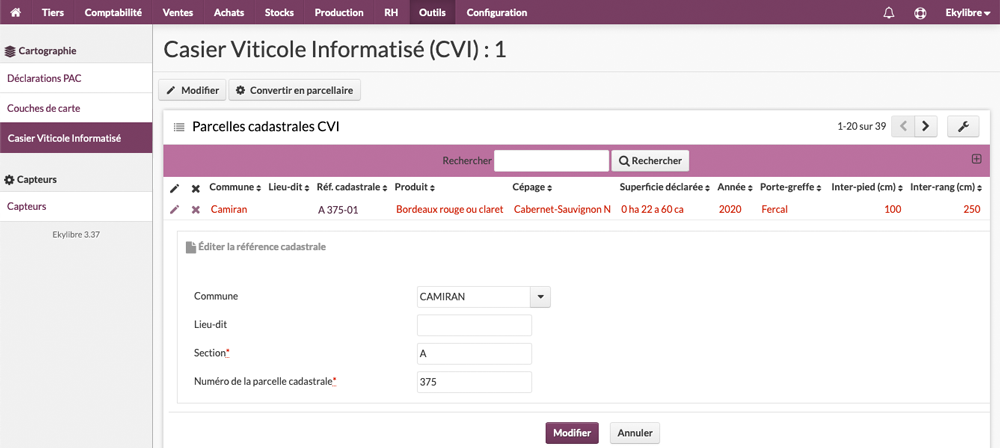 Tiers Comptabilité Ventes Achats Stocks Production RH Outils Configuration Ekylibre
Cartographie
Déclarations PAC
Couches de carte
Casier Viticole Informatisé
Capteurs
Capteurs
Ekylibre 3.37
Casier Viticole Informatisé (CVI) : 1
Modifier Convertir en parcellaire
Parcelles cadastrales CVI 1-20 sur 39
Rechercher Rechercher
Commune Lieu-dit Réf. cadastrale Produit Cépage Superficie déclarée Année Porte-greffe Inter-pied (cm) Inter-rang (cm)
Camiran A 375-01 Bordeaux rouge ou claret Cabernet-Sauvignon N 0 ha 22 a 60 ca 2020 Fercal 100 250
Éditer la référence cadastrale
Commune CAMIRAN
Lieu-dit
Section* A
Numéro de la parcelle cadastrale* 375
Modifier Annuler